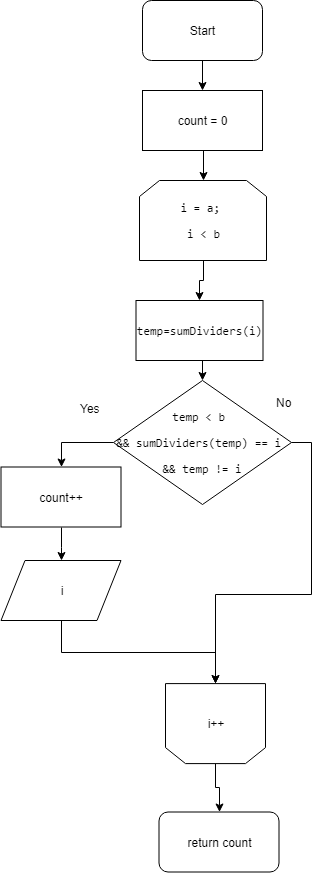 Start
count = 0
i = a;
i < b
temp=sumDividers(i)
temp < b
&& sumDividers(temp) == i
&& temp != i
Yes
No
count++
i
i++
return count